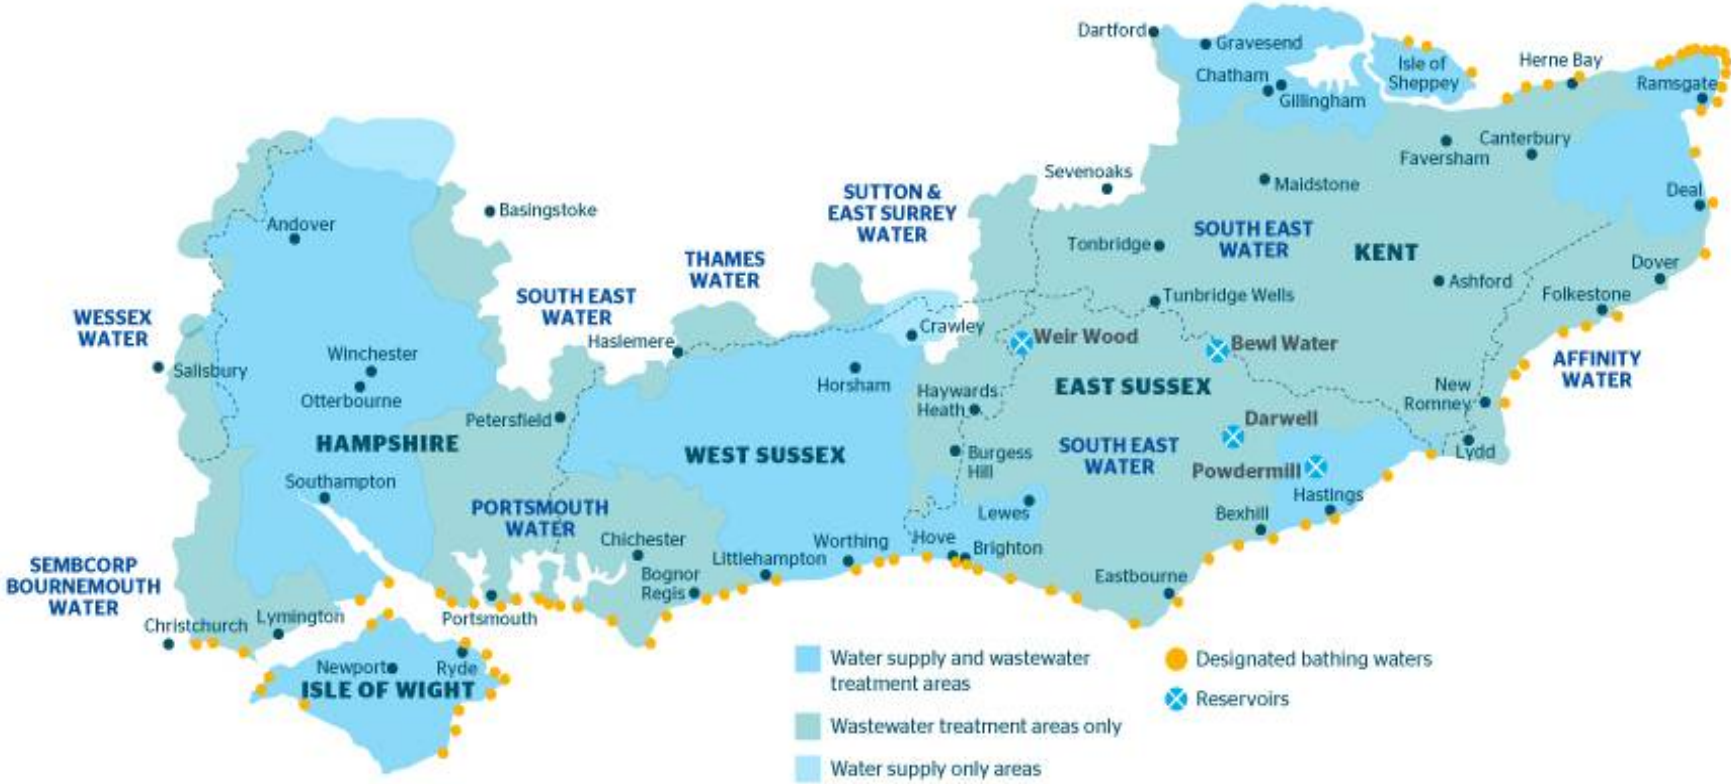 Dartford
Gravesend
Chatham
Gillingham
Isle of
Sheppey
Herne Bay
Ramsgate
Canterbury
Faversham
Sevenoaks
Maidstone
Deal
SUTTON &
EAST SURREY
WATER
Basingstoke
Andover
Tonbridge
SOUTH EAST
WATER
KENT
Dover
THAMES
WATER
Ashford
Folkestone
SOUTH EAST
WATER
Tunbridge Wells
WESSEX
WATER
Haslemere
Crawley
Weir Wood
Bewl Water
AFFINITY
WATER
Salisbury
Winchester
Otterbourne
Horsham
Haywards
Heath
EAST SUSSEX
New
Romney
Petersfield
Darwell
HAMPSHIRE
WEST SUSSEX
Burgess
Hill
SOUTH EAST
WATER
Lydd
Powdermill
Southampton
Hastings
PORTSMOUTH
WATER
Lewes
Bexhill
Chichester
Littlehampton
Worthing
Hove
Brighton
SEMBCORP
BOURNEMOUTH
WATER
Bognor
Regis
Eastbourne
Christchurch
Lymington
Portsmouth
Newport
Ryde
ISLE OF WIGHT
Water supply and wastewater
treatment areas
Wastewater treatment areas only
Water supply only areas
Designated bathing waters
Reservoirs